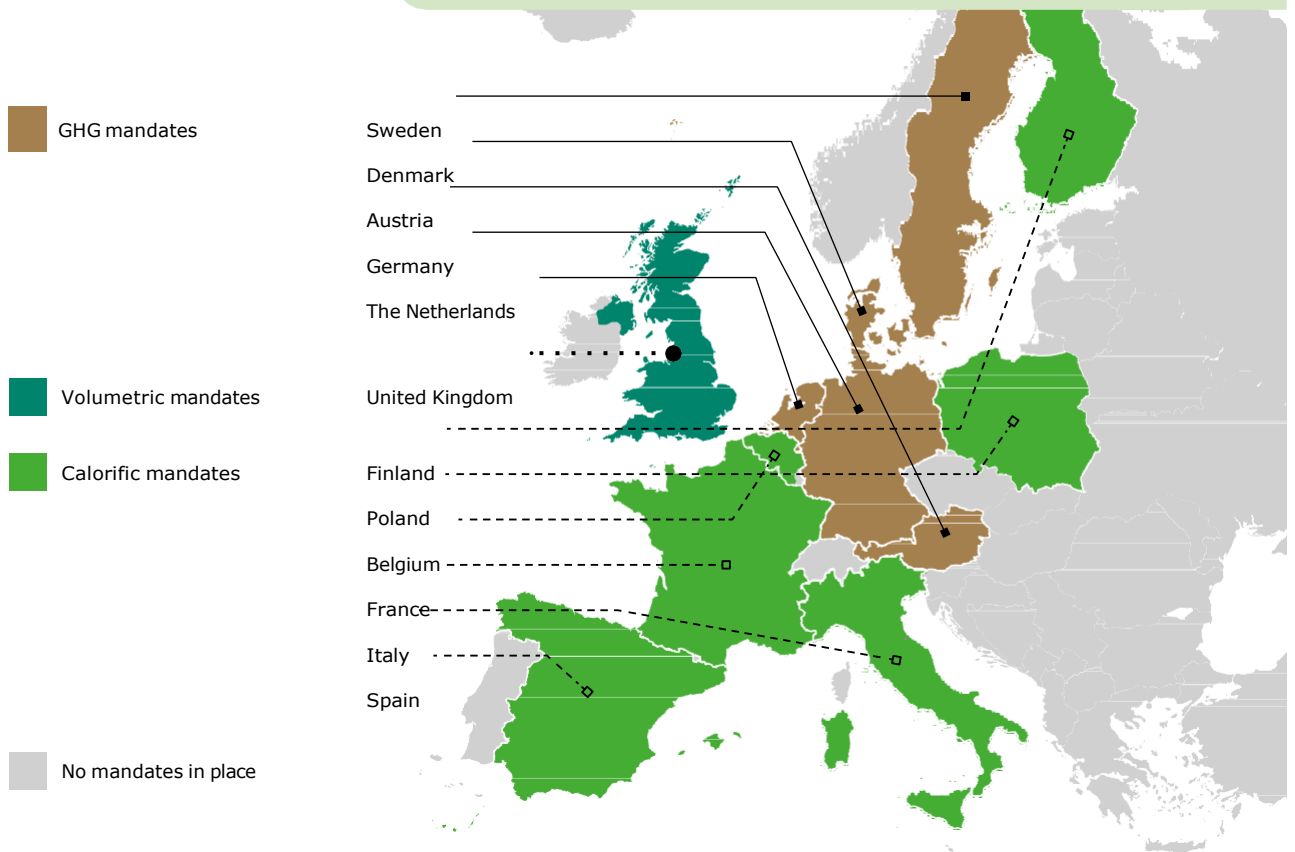 GHG mandates
Sweden
Denmark
Austria
Germany
The Netherlands
Volumetric mandates
United Kingdom
Calorific mandates
Finland
Poland
Belgium
France
Italy
Spain
No mandates in place